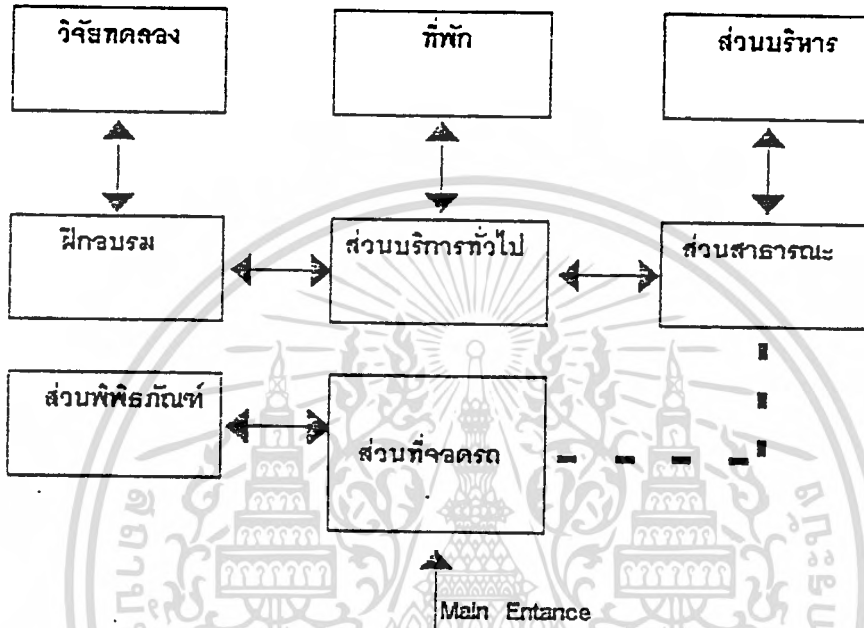 วิจัยทดลอง
ที่พัก
ส่วนบริหาร
ฝึกอบรม
ส่วนบริการทั่วไป
ส่วนสาธารณะ
ส่วนพิพิธภัณฑ์
ส่วนที่จอดรถ
Main Entance